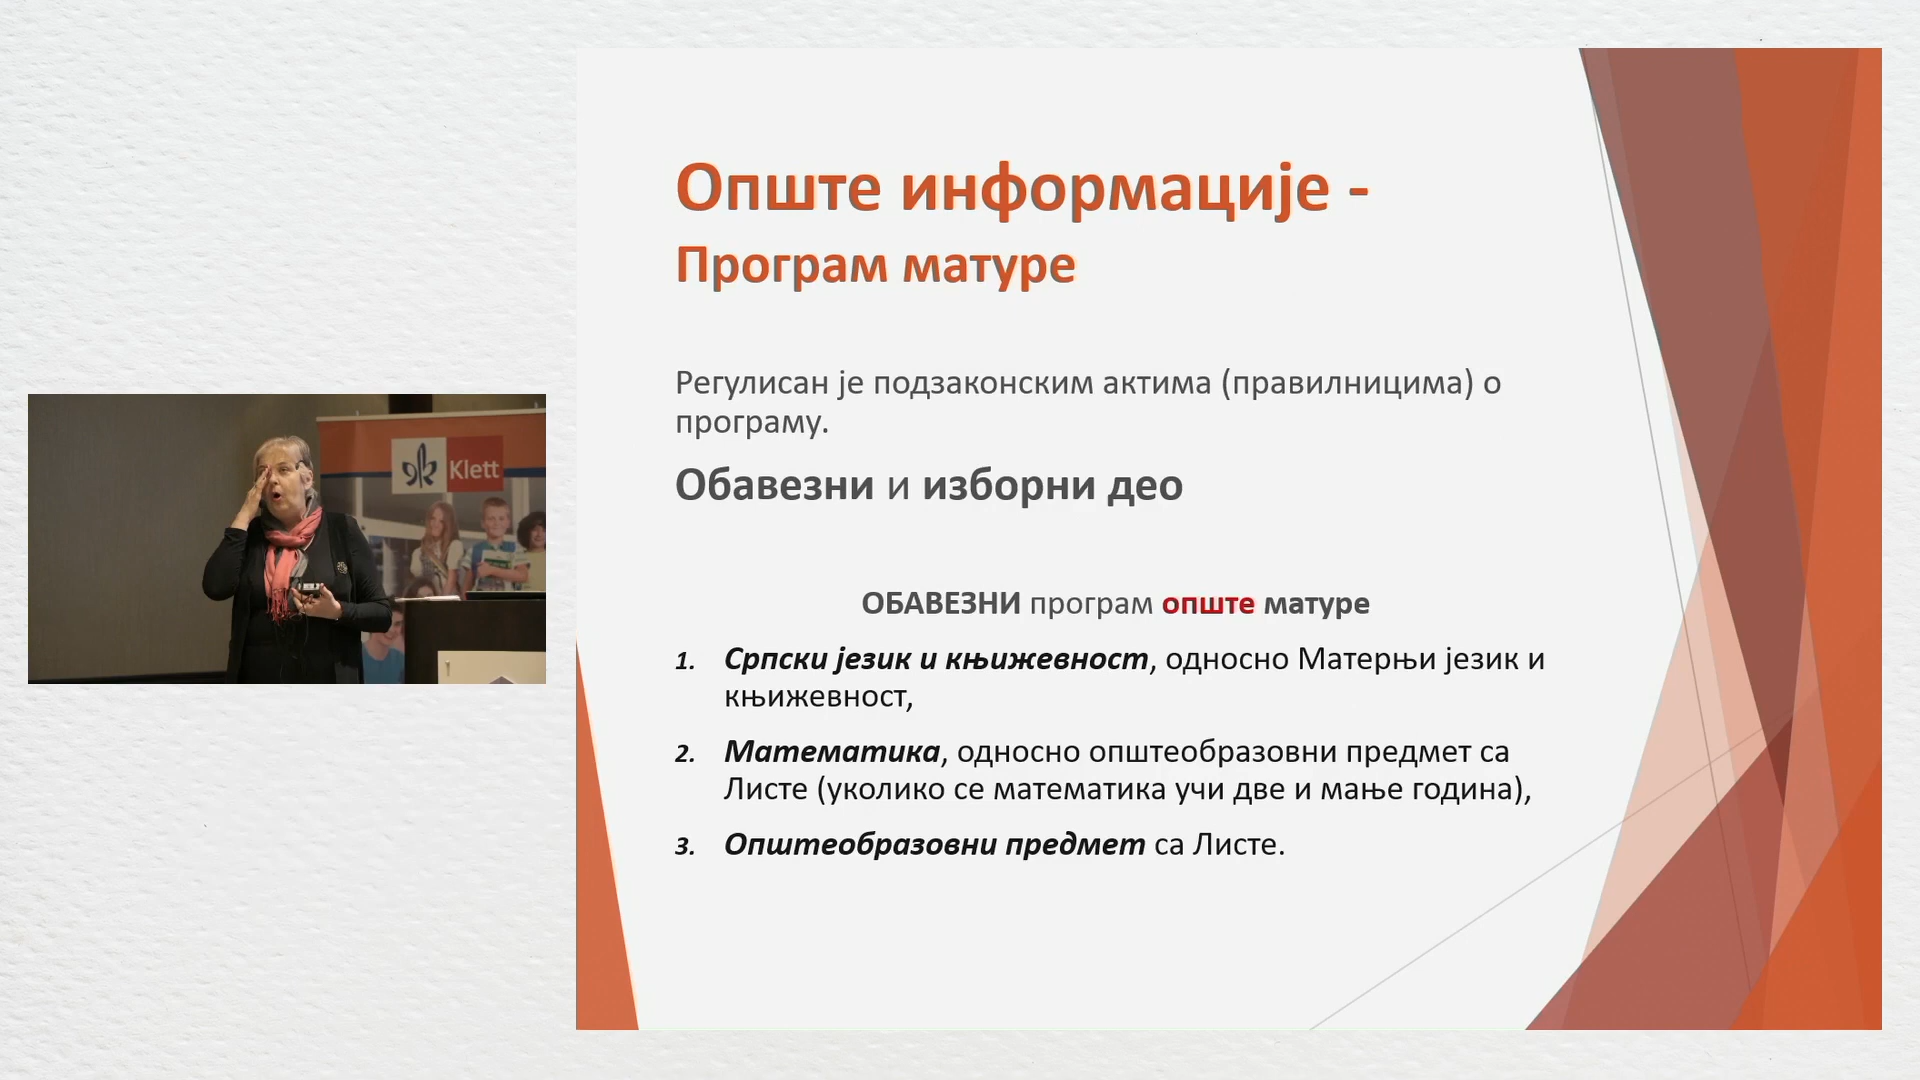 Опште информације -
Програм матуре
Регулисан је подзаконским актима (правилницима) о
програму.
Обавезни и изборни део
ОБАВЕЗНИ програм опште матуре
1. Српски језик и књижевност, односно Матерњи језик и
књижевност,
2. Математика, односно општеобразовни предмет са
Листе (уколико се математика учи две и мање година),
3. Општеобразовни предмет са Листе.
Klett